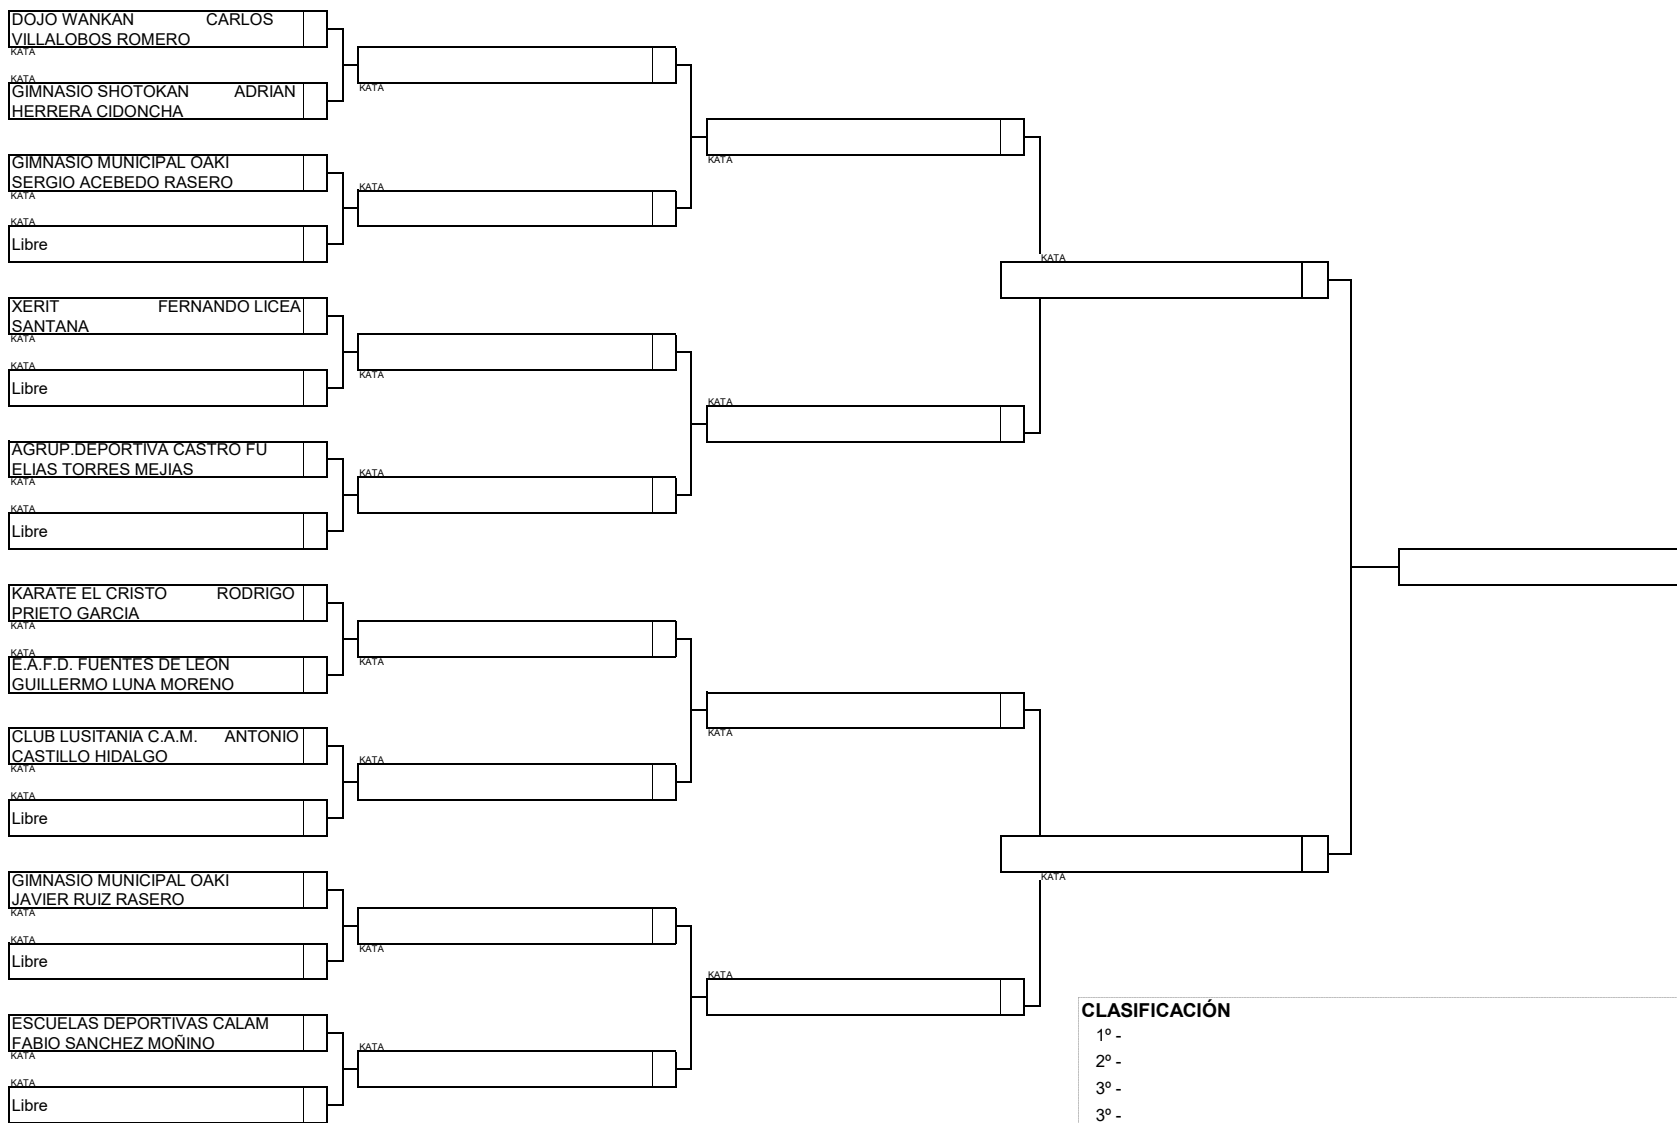 DOJO WANKAN CARLOS
VILLALOBOS ROMERO
KATA
KATA
GIMNASIO SHOTOKAN ADRIAN
HERRERA CIDONCHA
GIMNASIO MUNICIPAL OAKI
SERGIO ACEBEDO RASERO
KATA
KATA
Libre
XERIT FERNANDO LICEA
SANTANA
KATA
KATA
Libre
AGRUP.DEPORTIVA CASTRO FU
ELIAS TORRES MEJIAS
KATA
KATA
Libre
KARATE EL CRISTO RODRIGO
PRIETO GARCIA
KATA
KATA
E.A.F.D. FUENTES DE LEON
GUILLERMO LUNA MORENO
CLUB LUSITANIA C.A.M. ANTONIO
CASTILLO HIDALGO
KATA
KATA
Libre
GIMNASIO MUNICIPAL OAKI
JAVIER RUIZ RASERO
KATA
KATA
Libre
ESCUELAS DEPORTIVAS CALAM
FABIO SANCHEZ MOÑINO
KATA
KATA
Libre
KATA
KATA
KATA
KATA
KATA
KATA
KATA
KATA
KATA
KATA
KATA
KATA
KATA
KATA
CLASIFICACIÓN
1º -
2º -
3º -
3º -